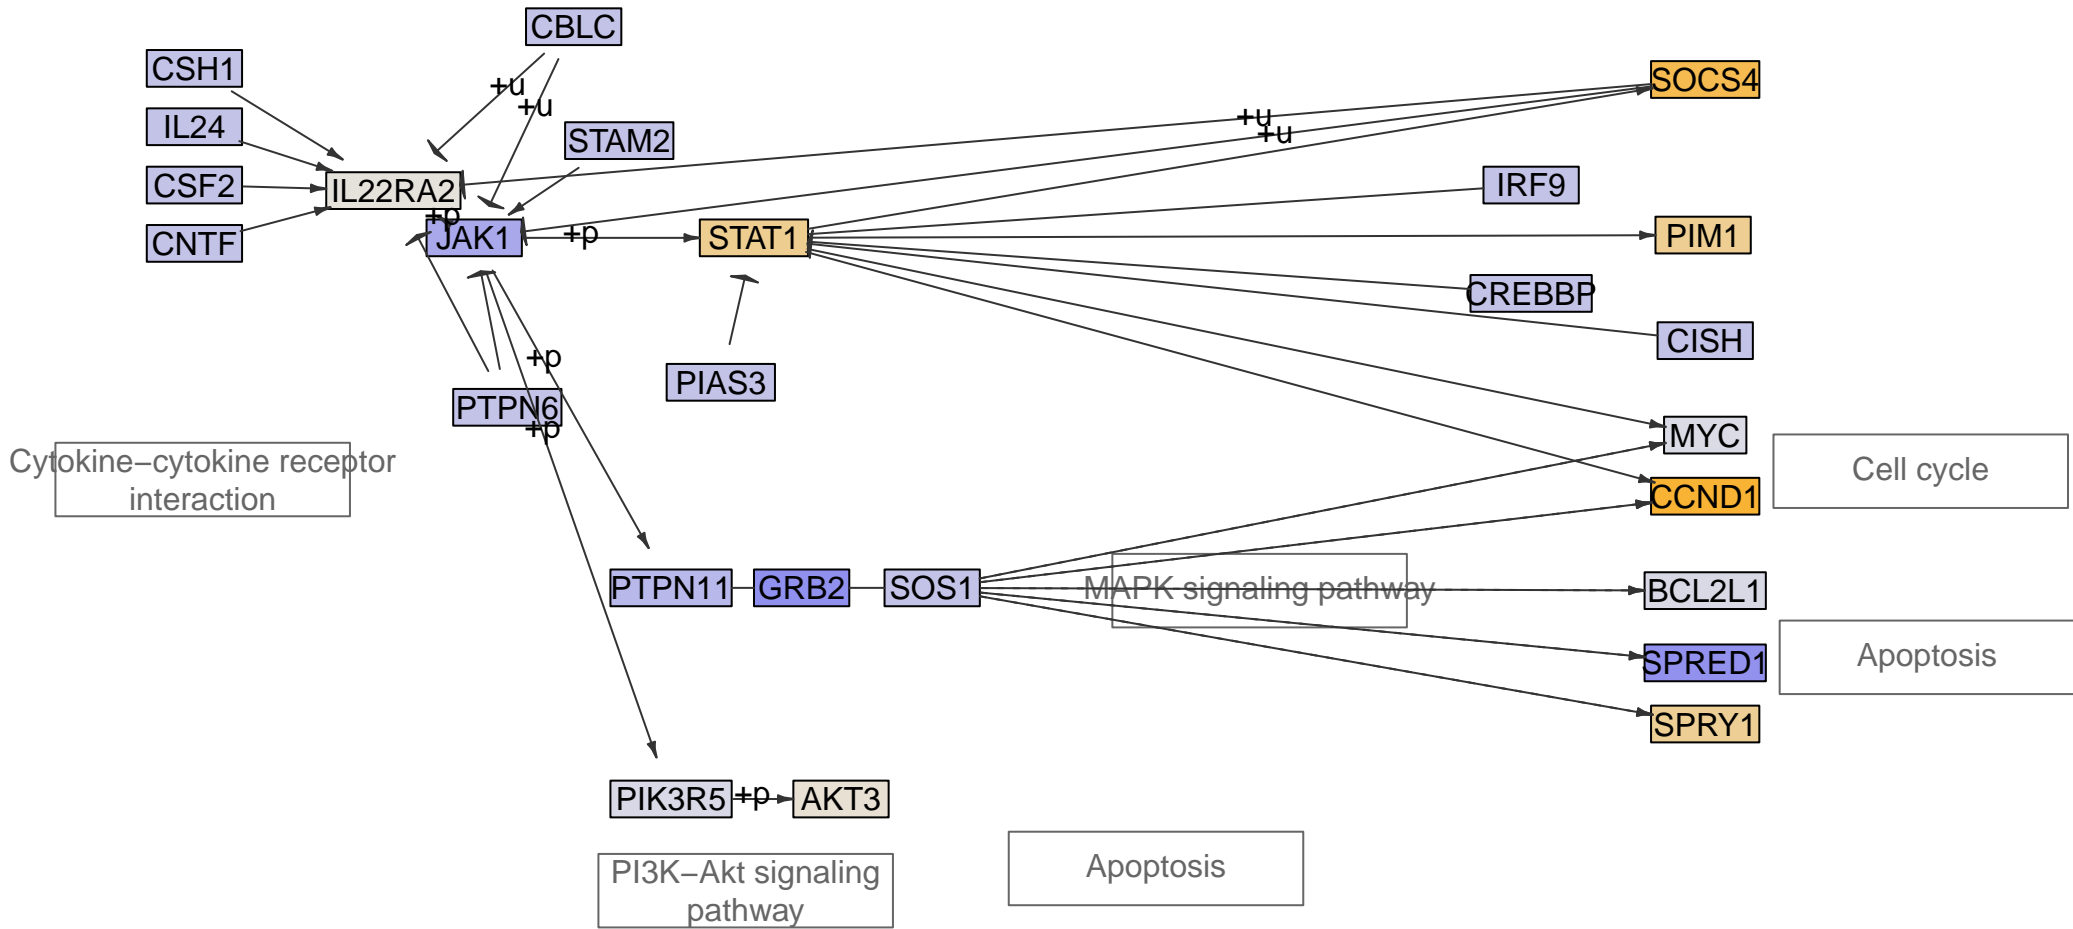 CBLC
CSH1
SOCS4
+u
+u
+u
IL24
+u
STAM2
CSF2
IL22RA2
IRF9
+p
CNTF
JAK1
+p
STAT1
PIM1
CREBBP
CISH
+p
PIAS3
PTPN6
+p
MYC
Cytokine−cytokine receptor
interaction
Cell cycle
CCND1
PTPN11
GRB2
SOS1
MAPK signaling pathway
BCL2L1
SPRED1
Apoptosis
SPRY1
PIK3R5
+p
AKT3
PI3K−Akt signaling
pathway
Apoptosis